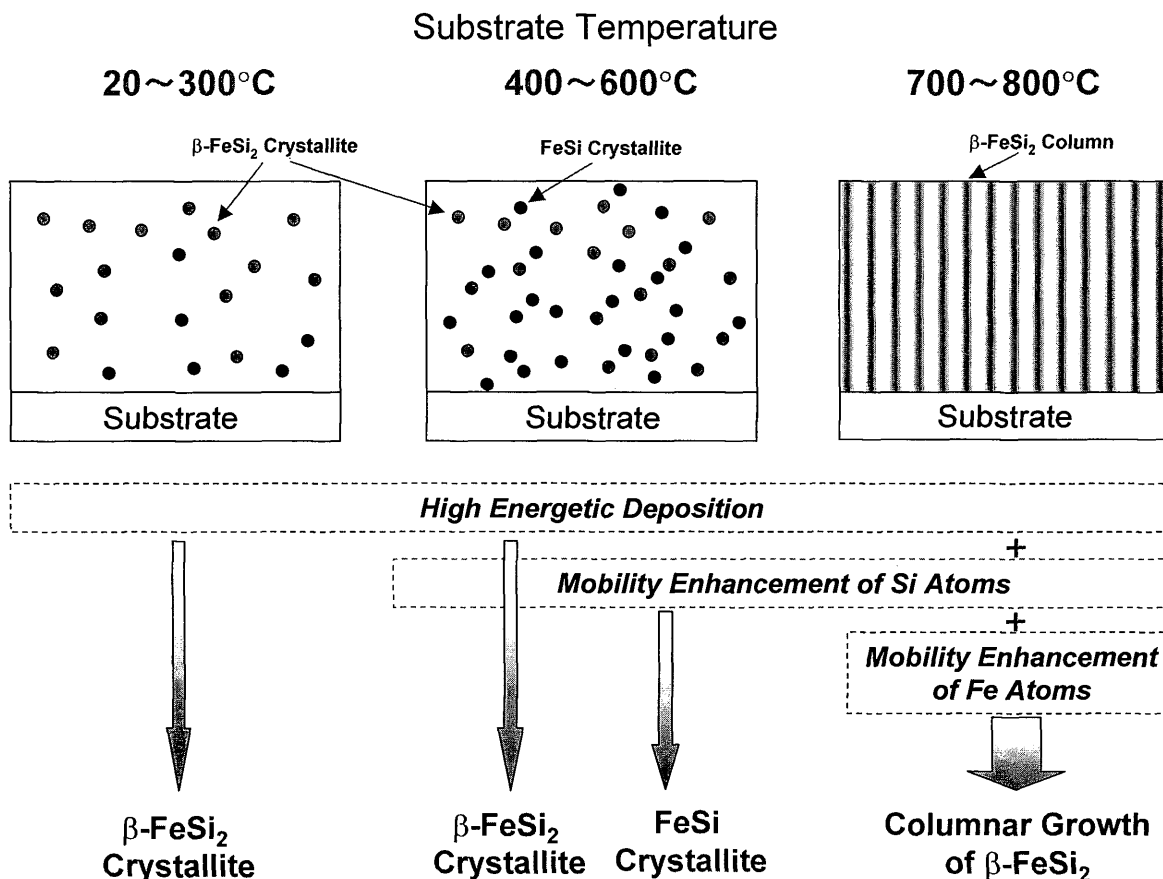 Substrate Temperature
20～300°C
400～600°C
700～800°C
β-FeSi₂ Crystallite
FeSi Crystallite
β-FeSi₂ Column
Substrate
Substrate
Substrate
High Energetic Deposition
+
Mobility Enhancement of Si Atoms
+
Mobility Enhancement
of Fe Atoms
β-FeSi₂
Crystallite
β-FeSi₂
Crystallite
FeSi
Crystallite
Columnar Growth
of β-FeSi₂